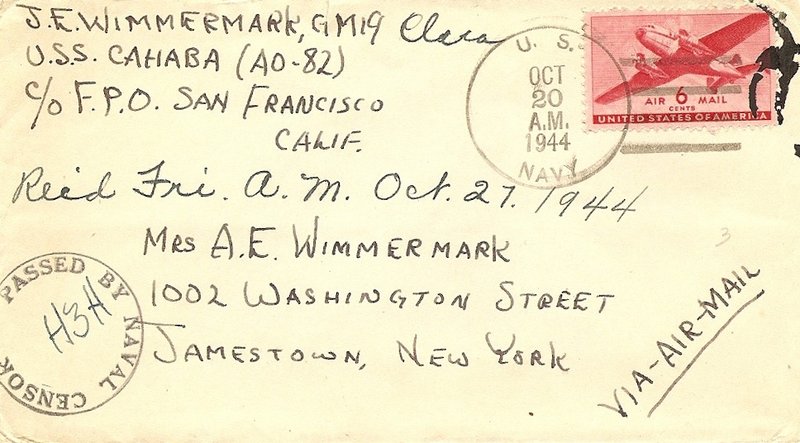 J.E. WIMMERMARK, GM19 Clara
U.S.S. CAHABA (AO-82)
C/O F.P.O. SAN FRANCISCO
CALIF.
U. S.
OCT
20
A.M.
1944
NAVY
AIR 6 MAIL
CENTS
UNITED STATES OF AMERICA
Rec'd Fri. A.M. Oct. 27. 1944
MRS A.E. WIMMERMARK
1002 WASHINGTON STREET
JAMESTOWN, NEW YORK
PASSED BY NAVAL CENSOR
H3H
VIA-AIR-MAIL
3